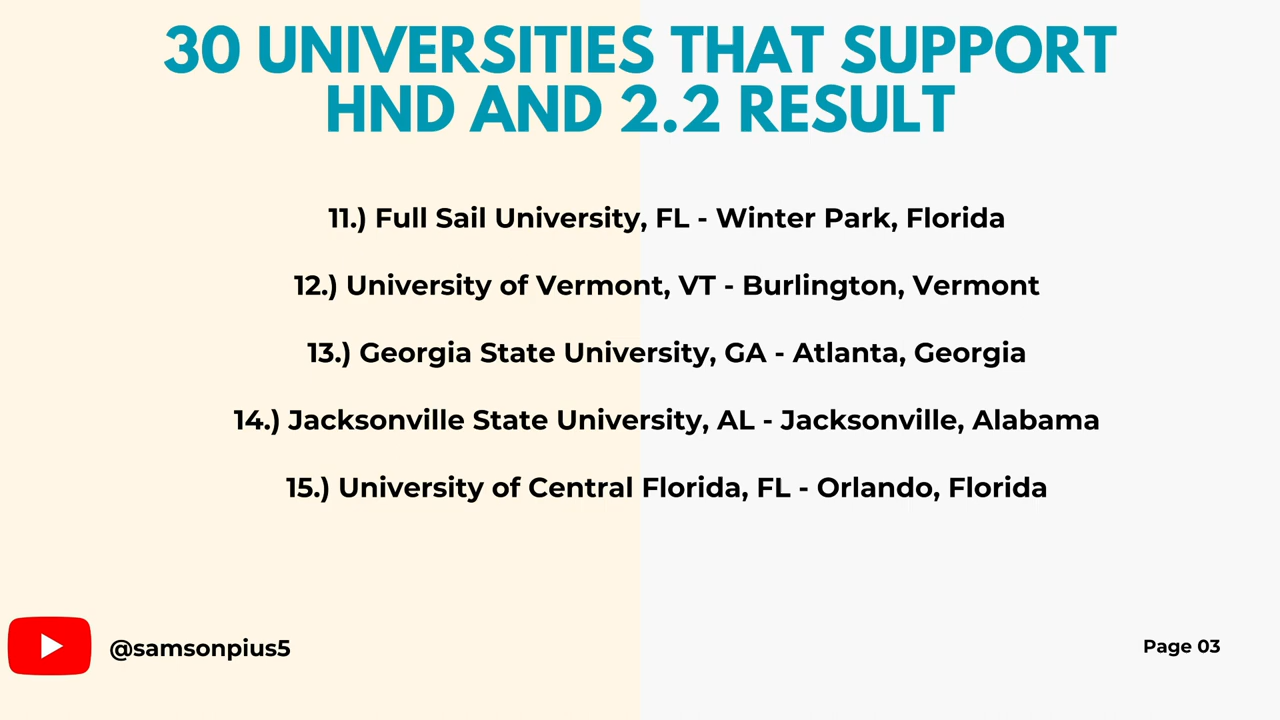 30 UNIVERSITIES THAT SUPPORT
HND AND 2.2 RESULT
11.) Full Sail University, FL - Winter Park, Florida
12.) University of Vermont, VT - Burlington, Vermont
13.) Georgia State University, GA - Atlanta, Georgia
14.) Jacksonville State University, AL - Jacksonville, Alabama
15.) University of Central Florida, FL - Orlando, Florida
@samsonpius5
Page 03